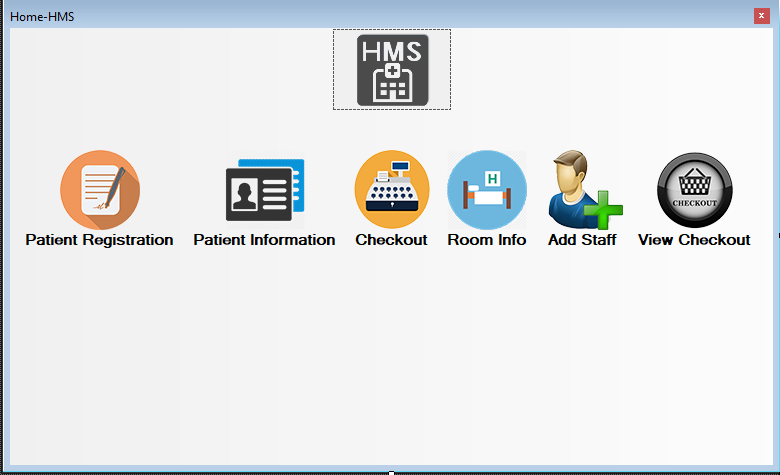 Home-HMS
x
HMS
H
CHECKOUT
Patient Registration
Patient Information
Checkout
Room Info
Add Staff
View Checkout